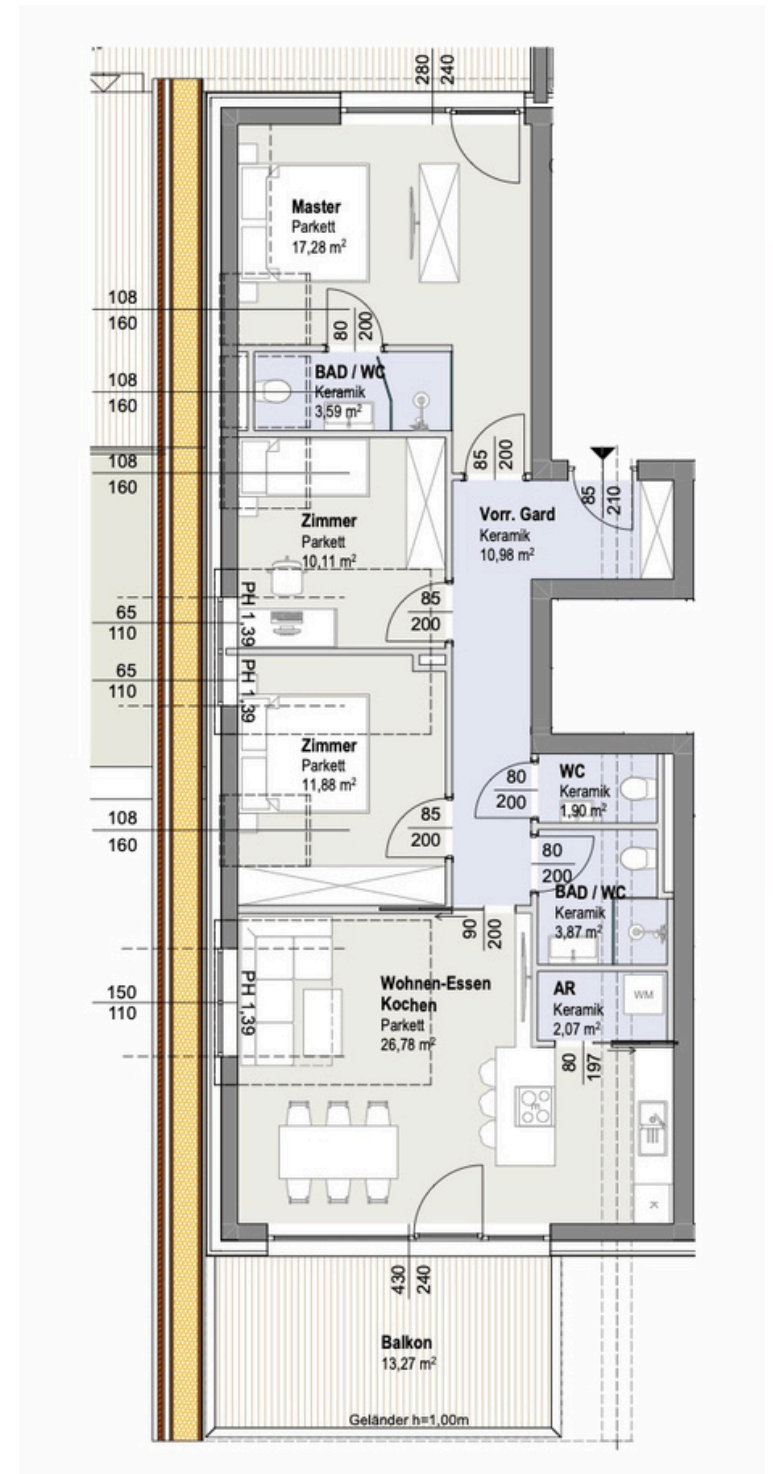 280
240
Master
Parkett
17,28 m²
108
160
80
200
108
160
BAD / WC
Keramik
3,59 m²
108
160
85
200
85
210
Zimmer
Parkett
10,11 m²
Vorr. Gard
Keramik
10,98 m²
65
110
PH 1,39
85
200
65
110
PH 1,39
Zimmer
Parkett
11,88 m²
80
200
WC
Keramik
1,90 m²
108
160
85
200
80
200
BAD / WC
Keramik
3,87 m²
90
200
150
110
PH 1,39
Wohnen-Essen
Kochen
Parkett
26,78 m²
AR
Keramik
2,07 m²
WM
80
197
K
430
240
Balkon
13,27 m²
Geländer h=1,00m